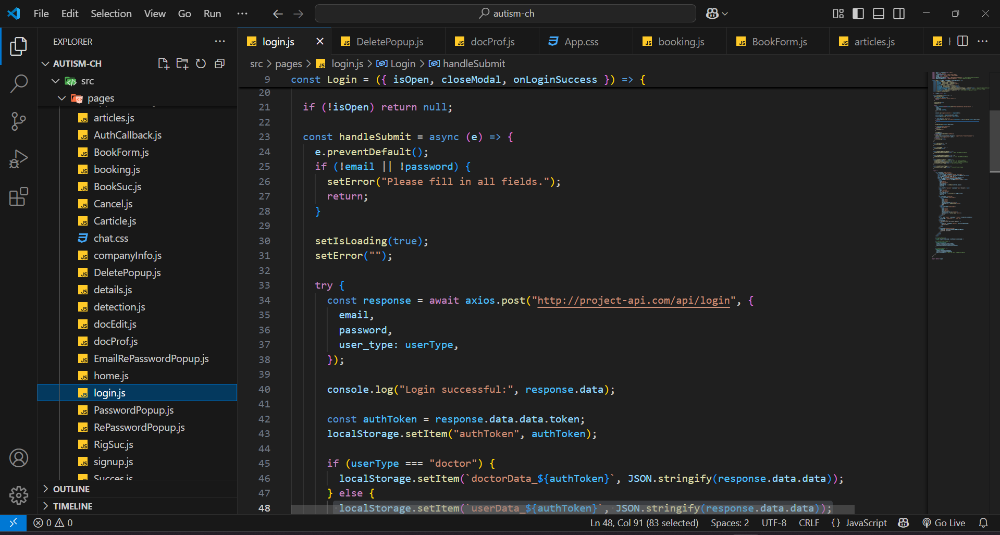 File Edit Selection View Go Run ··· autism-ch
EXPLORER ···
AUTISM-CH
src
pages
articles.js
AuthCallback.js
BookForm.js
booking.js
BookSuc.js
Cancel.js
Carticle.js
chat.css
companyInfo.js
DeletePopup.js
details.js
detection.js
docEdit.js
docProf.js
EmailRePasswordPopup.js
home.js
login.js
PasswordPopup.js
RePasswordPopup.js
RigSuc.js
signup.js
Succes.js
OUTLINE
TIMELINE
login.js DeletePopup.js docProf.js App.css booking.js BookForm.js articles.js
src > pages > login.js > Login > handleSubmit
9 const Login = ({ isOpen, closeModal, onLoginSuccess }) => {
20
21 if (!isOpen) return null;
22
23 const handleSubmit = async (e) => {
24 e.preventDefault();
25 if (!email || !password) {
26 setError("Please fill in all fields.");
27 return;
28 }
29
30 setIsLoading(true);
31 setError("");
32
33 try {
34 const response = await axios.post("http://project-api.com/api/login", {
35 email,
36 password,
37 user_type: userType,
38 });
39
40 console.log("Login successful:", response.data);
41
42 const authToken = response.data.data.token;
43 localStorage.setItem("authToken", authToken);
44
45 if (userType === "doctor") {
46 localStorage.setItem(`doctorData_${authToken}`, JSON.stringify(response.data.data));
47 } else {
48 localStorage.setItem(`userData_${authToken}`, JSON.stringify(response.data.data));
0 0 Ln 48, Col 91 (83 selected) Spaces: 2 UTF-8 CRLF {} JavaScript Go Live